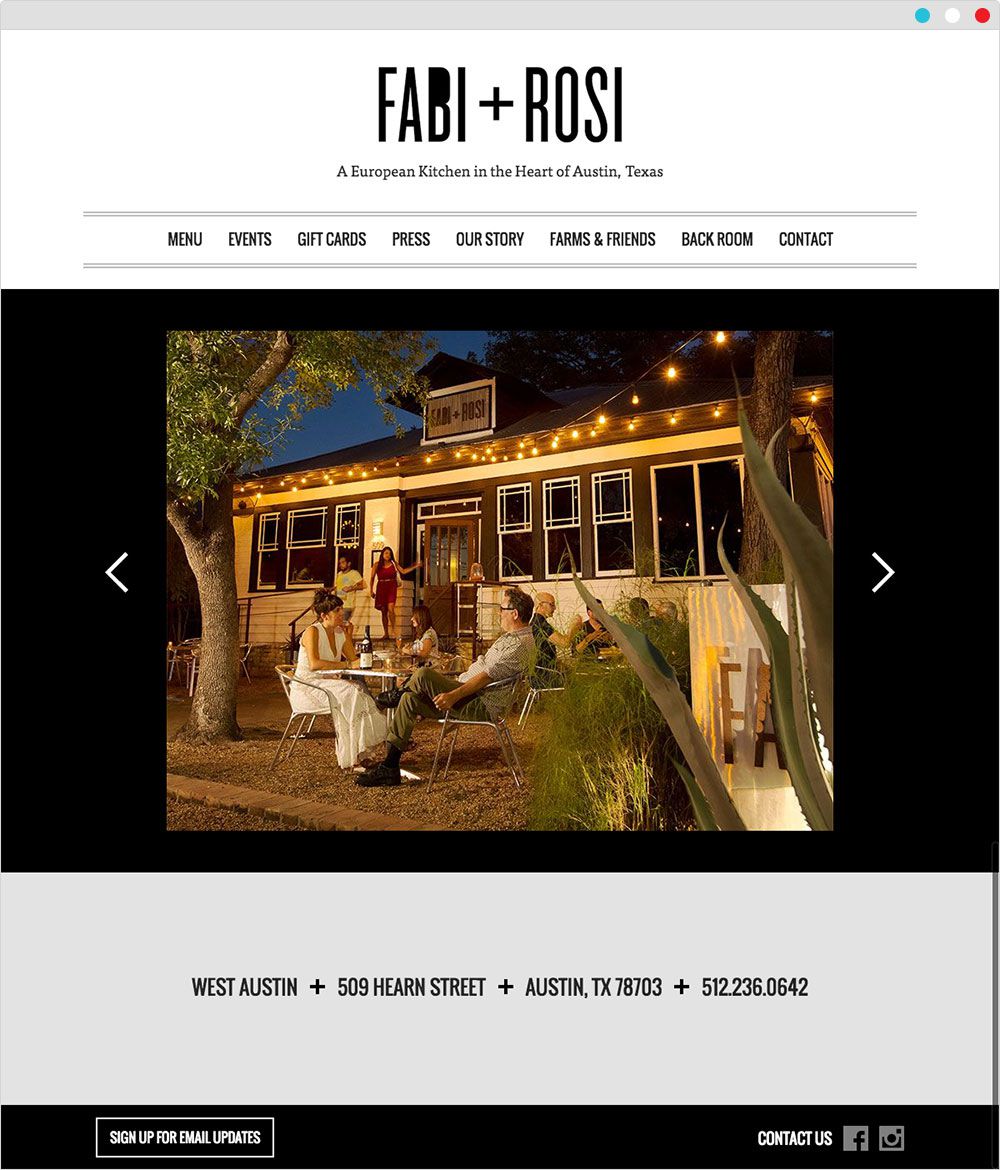 FABI + ROSI
A European Kitchen in the Heart of Austin, Texas
MENU EVENTS GIFT CARDS PRESS OUR STORY FARMS & FRIENDS BACK ROOM CONTACT
FABI + ROSI
FA
WEST AUSTIN + 509 HEARN STREET + AUSTIN, TX 78703 + 512.236.0642
SIGN UP FOR EMAIL UPDATES CONTACT US